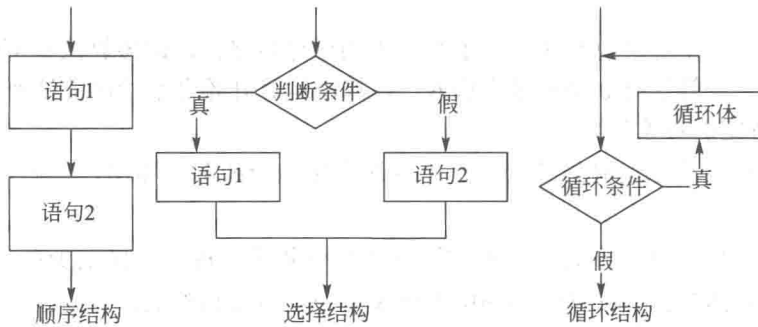 语句1
语句2
顺序结构
判断条件
真
假
语句1
语句2
选择结构
循环体
循环条件
真
假
循环结构